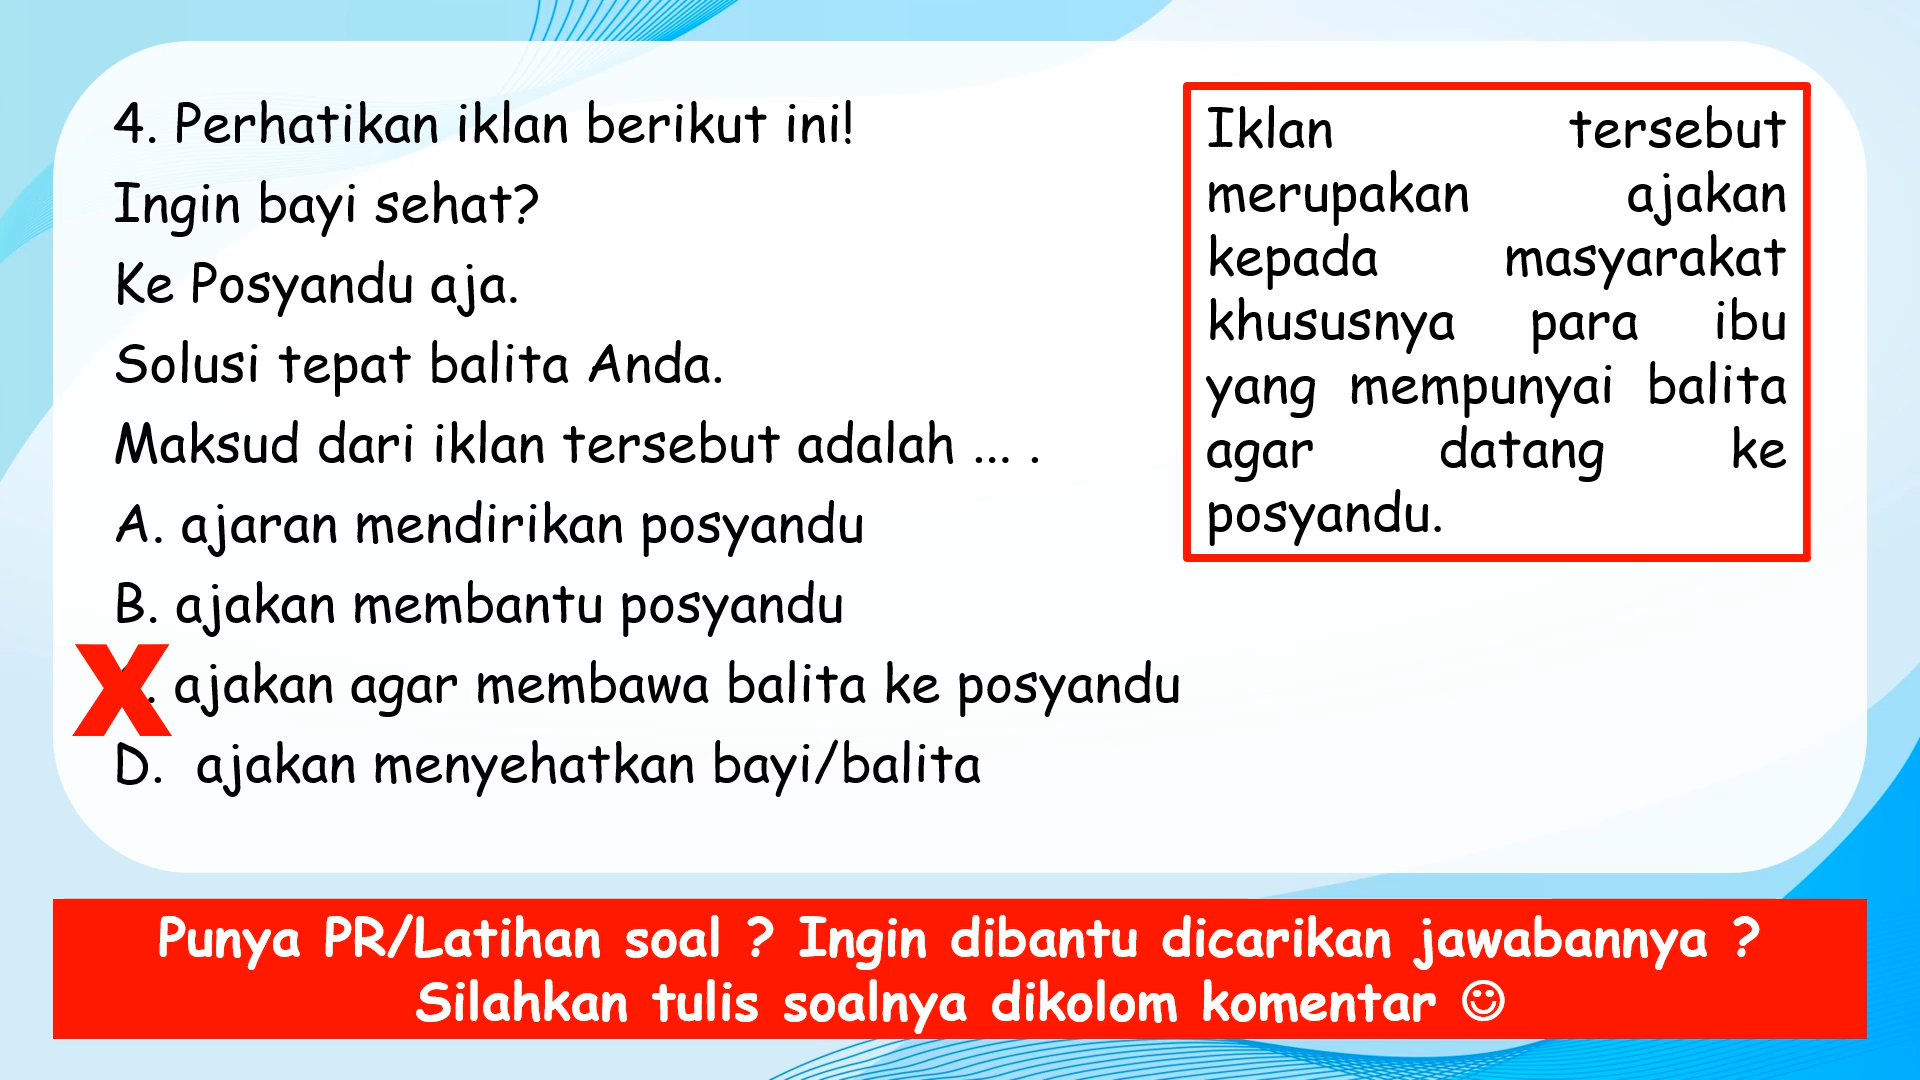 4. Perhatikan iklan berikut ini!
Ingin bayi sehat?
Ke Posyandu aja.
Solusi tepat balita Anda.
Maksud dari iklan tersebut adalah ... .
A. ajaran mendirikan posyandu
B. ajakan membantu posyandu
X. ajakan agar membawa balita ke posyandu
D. ajakan menyehatkan bayi/balita
Iklan tersebut
merupakan ajakan
kepada masyarakat
khususnya para ibu
yang mempunyai balita
agar datang ke
posyandu.
Punya PR/Latihan soal ? Ingin dibantu dicarikan jawabannya ?
Silahkan tulis soalnya dikolom komentar ☺